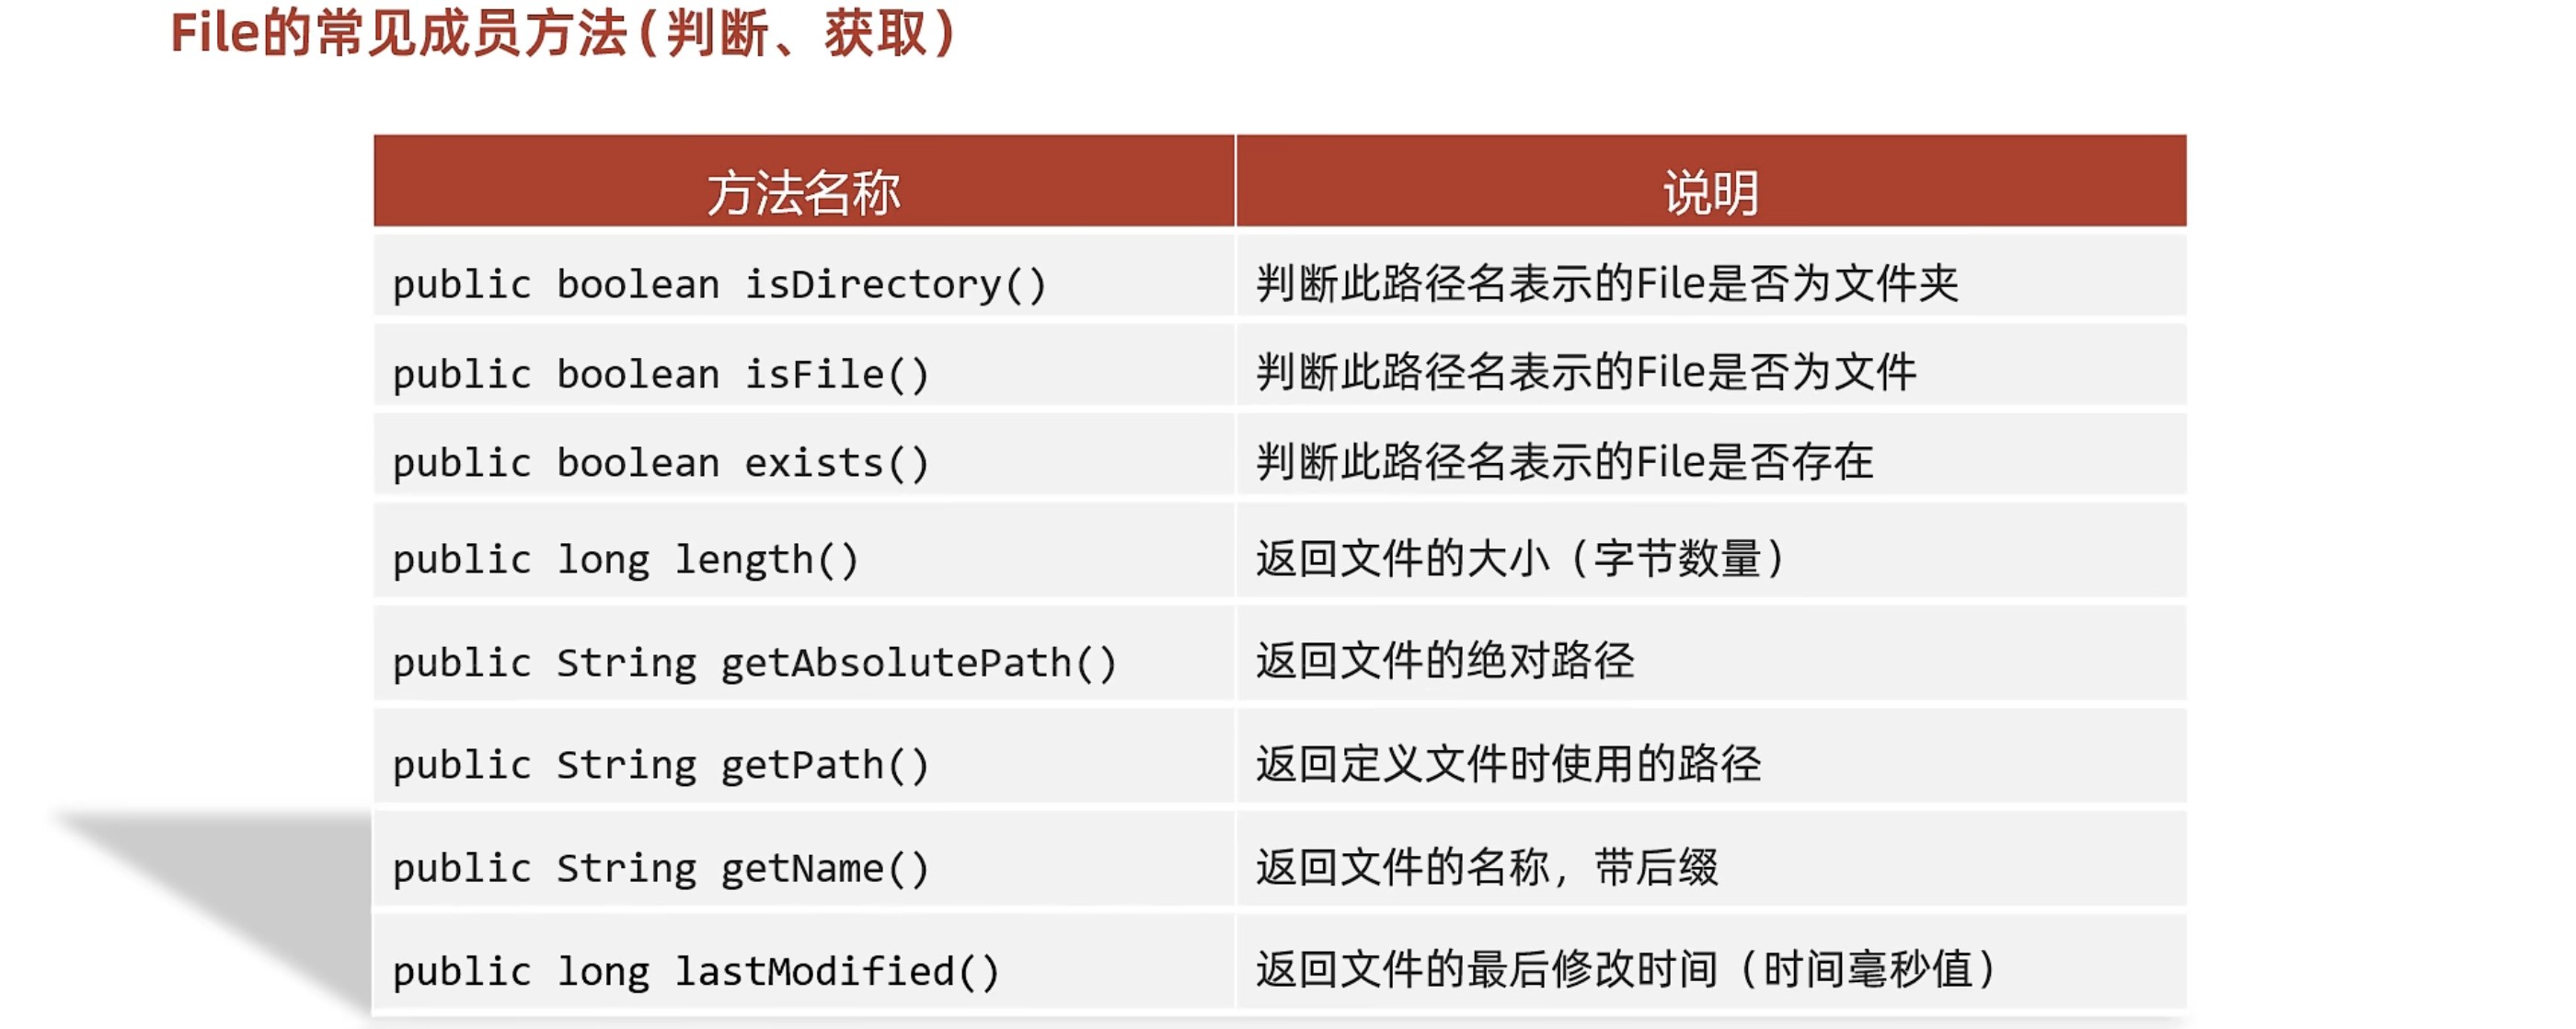 File的常见成员方法(判断、获取)
方法名称 说明
public boolean isDirectory() 判断此路径名表示的File是否为文件夹
public boolean isFile() 判断此路径名表示的File是否为文件
public boolean exists() 判断此路径名表示的File是否存在
public long length() 返回文件的大小（字节数量）
public String getAbsolutePath() 返回文件的绝对路径
public String getPath() 返回定义文件时使用的路径
public String getName() 返回文件的名称，带后缀
public long lastModified() 返回文件的最后修改时间（时间毫秒值）